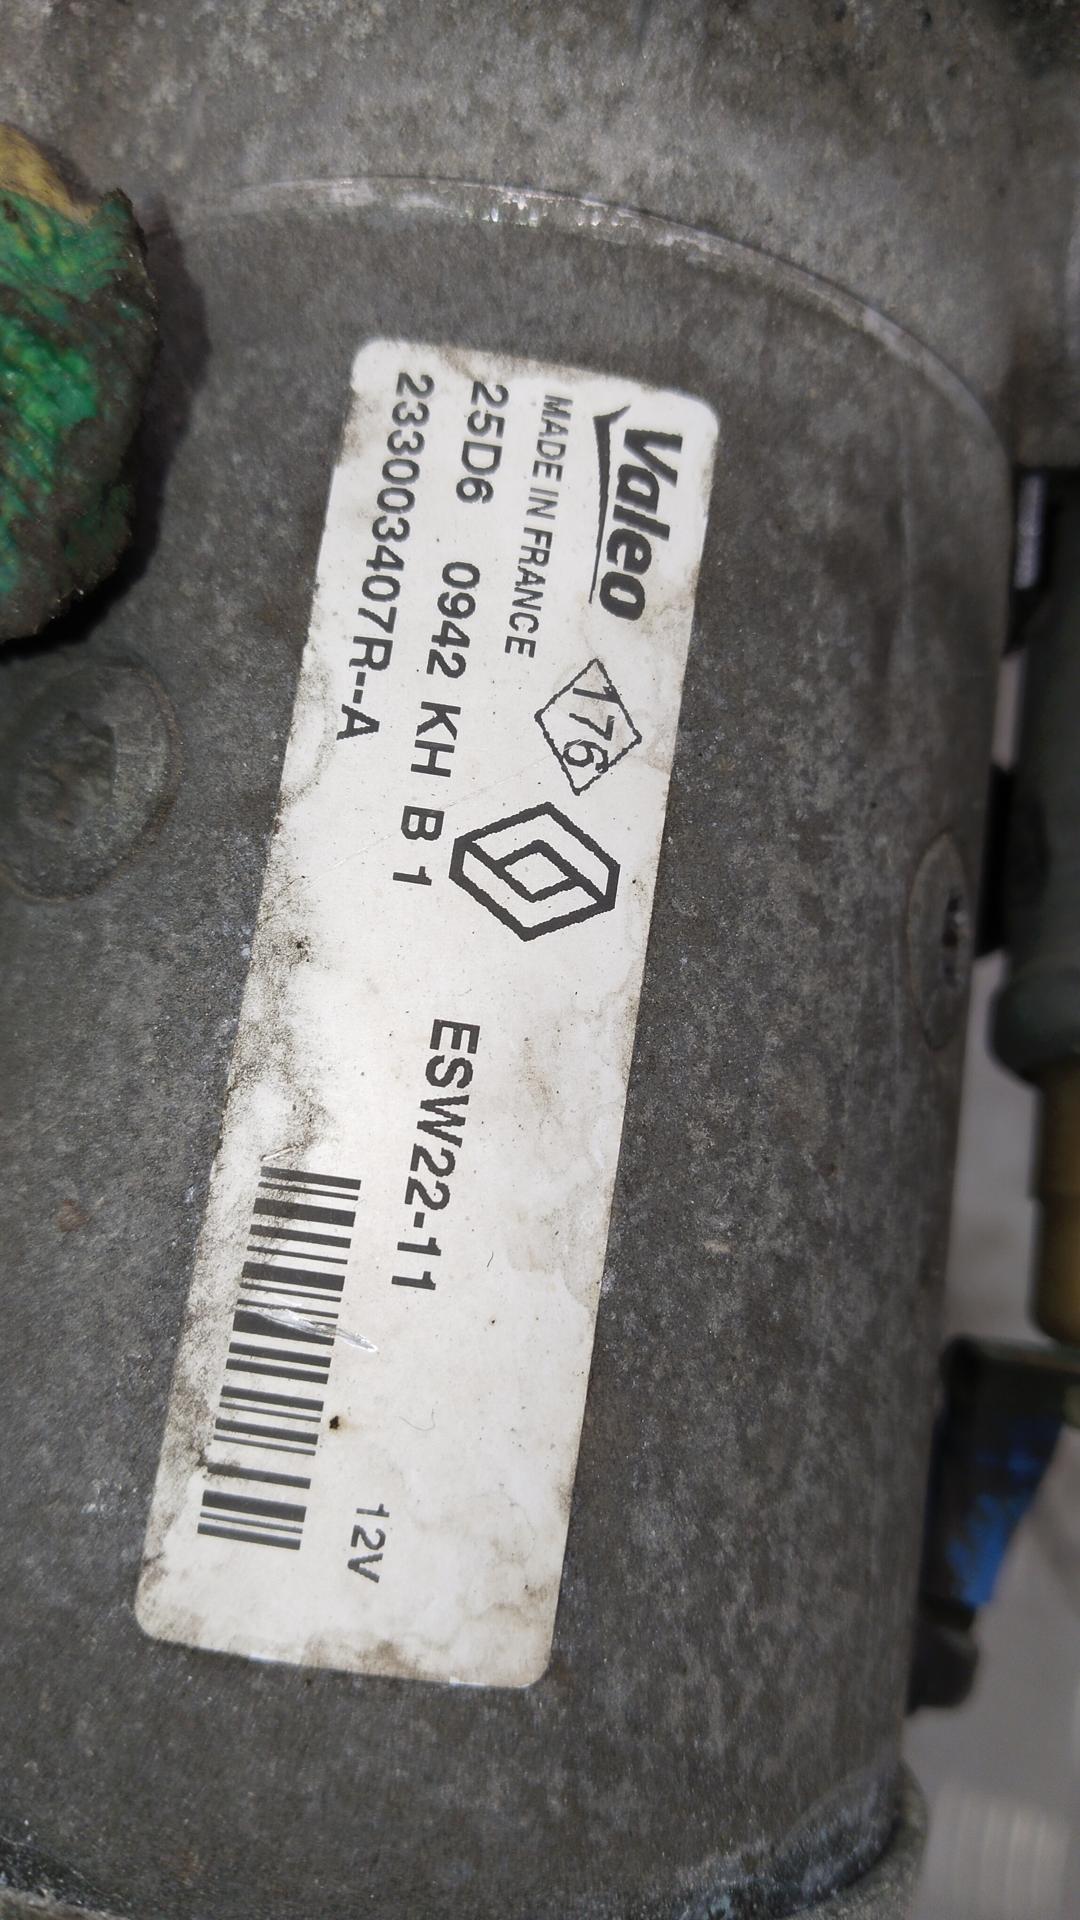 Valeo
176
MADE IN FRANCE
25D6 0942 KH B 1
233003407R--A
ESW22-11
12V